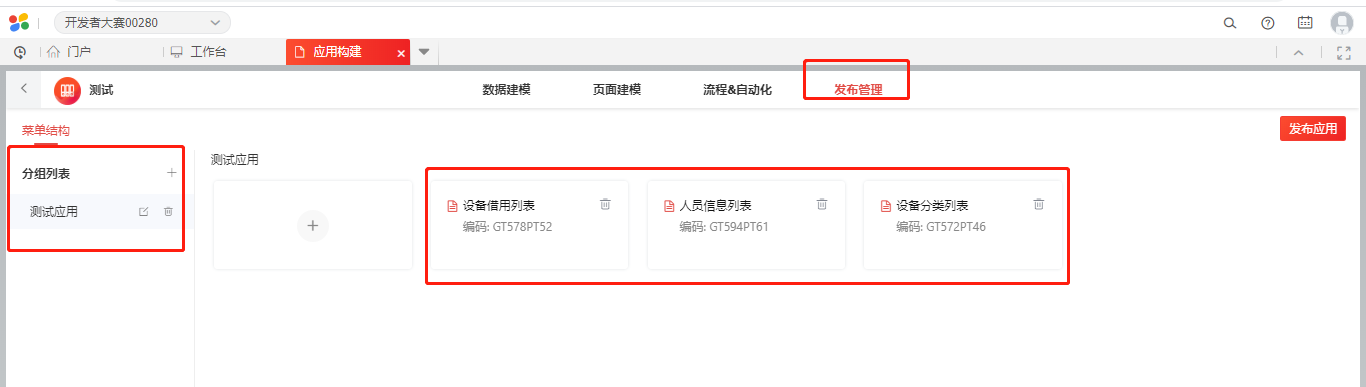 开发者大赛00280
门户
工作台
应用构建
测试
数据建模
页面建模
流程&自动化
发布管理
菜单结构
发布应用
分组列表
测试应用
测试应用
设备借用列表
编码: GT578PT52
人员信息列表
编码: GT594PT61
设备分类列表
编码: GT572PT46